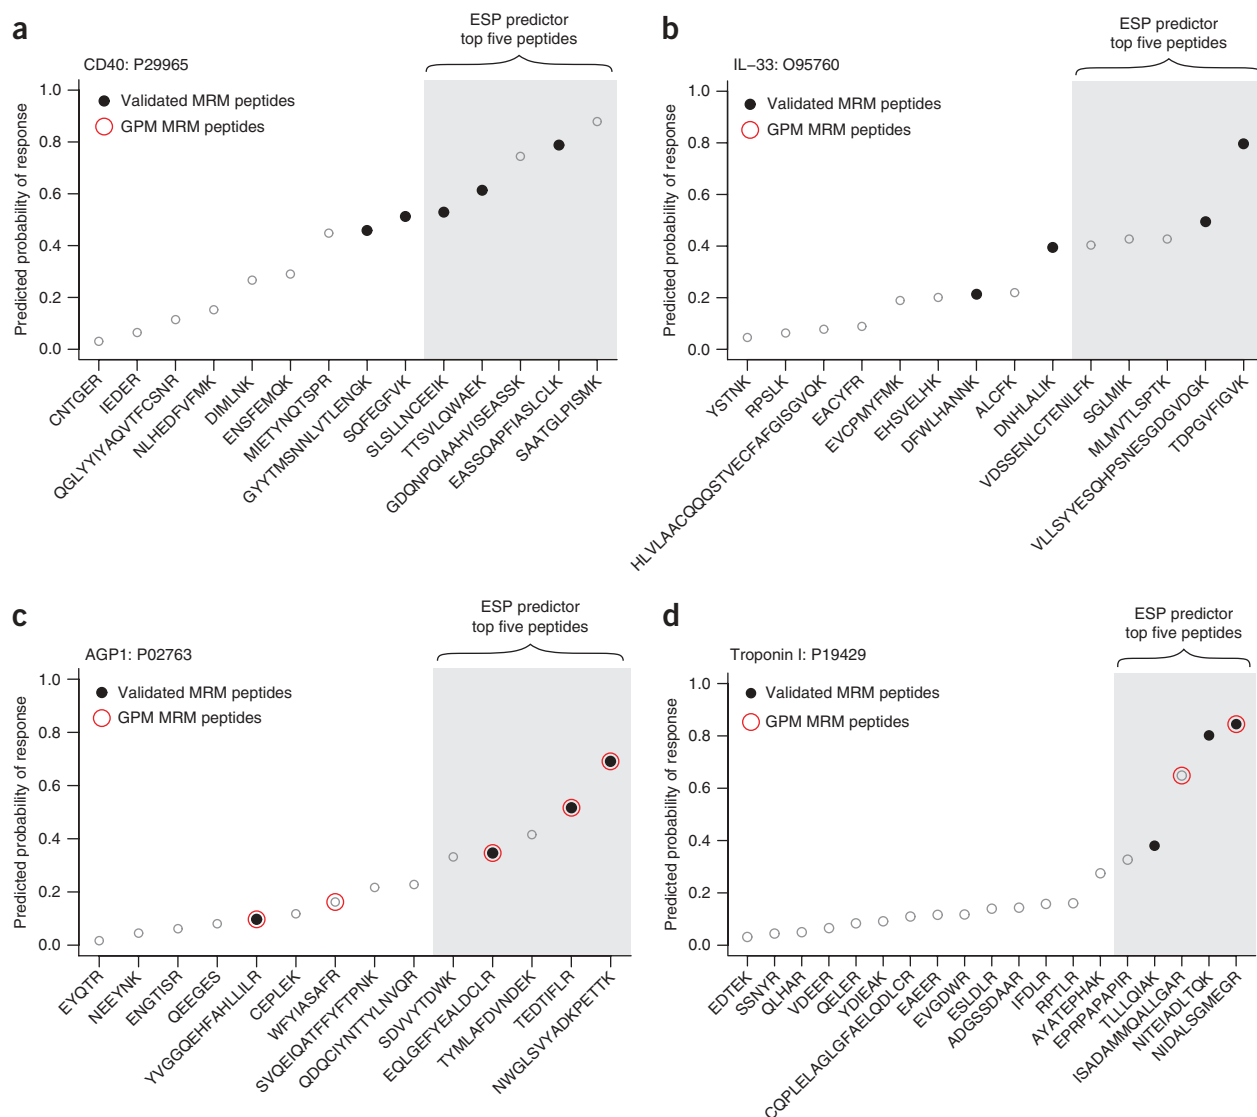 a
ESP predictor
top five peptides
CD40: P29965
Validated MRM peptides
GPM MRM peptides
Predicted probability of response
1.0
0.8
0.6
0.4
0.2
0.0
CNTGER
IEDER
QGLYYIYAQVTFCSNR
NLHEDFVFMK
DIMLNK
ENSFEMQK
MIETYNQTSPR
GYYTMSNNLVTLENGK
SQFEGFVK
SLSLLNCEEIK
TTSVLQWAEK
GDQNPQIAAHVISEASSK
EASSQAPFIASLCLK
SAATGLPISMK
b
ESP predictor
top five peptides
IL−33: O95760
Validated MRM peptides
GPM MRM peptides
Predicted probability of response
1.0
0.8
0.6
0.4
0.2
0.0
YSTNK
RPSLK
HLVLAACQQQSTVECFAFGISGVQK
EACYFR
EVCPMYFMK
EHSVELHK
DFWLHANNK
ALCFK
DNHLALIK
VDSSENLCTENILFK
SGLMIK
MLMVTLSPTK
VLLSYYESQHPSNESGDGVDGK
TDPGVFIGVK
c
ESP predictor
top five peptides
AGP1: P02763
Validated MRM peptides
GPM MRM peptides
Predicted probability of response
1.0
0.8
0.6
0.4
0.2
0.0
EYQTR
NEEYNK
ENGTISR
QEEGES
YVGGQEHFAHLLILR
CEPLEK
WFYIASAFR
SVQEIQATFFYFTPNK
QDQCIYNTTYLNVQR
SDVVYTDWK
EQLGEFYEALDCLR
TYMLAFDVNDEK
TEDTIFLR
NWGLSVYADKPETTK
d
ESP predictor
top five peptides
Troponin I: P19429
Validated MRM peptides
GPM MRM peptides
Predicted probability of response
1.0
0.8
0.6
0.4
0.2
0.0
EDTEK
SSNYR
QLHAR
VDEER
QELER
YDIEAK
CQPLELAGLGFAELQDLCR
EAEER
EVGDWR
ESLDLR
ADGSSDAAR
IFDLR
RPTLR
AYATEPHAK
EPRPAPAPIR
TLLLQIAK
ISADAMMQALLGAR
NITEIADLTQK
NIDALSGMEGR